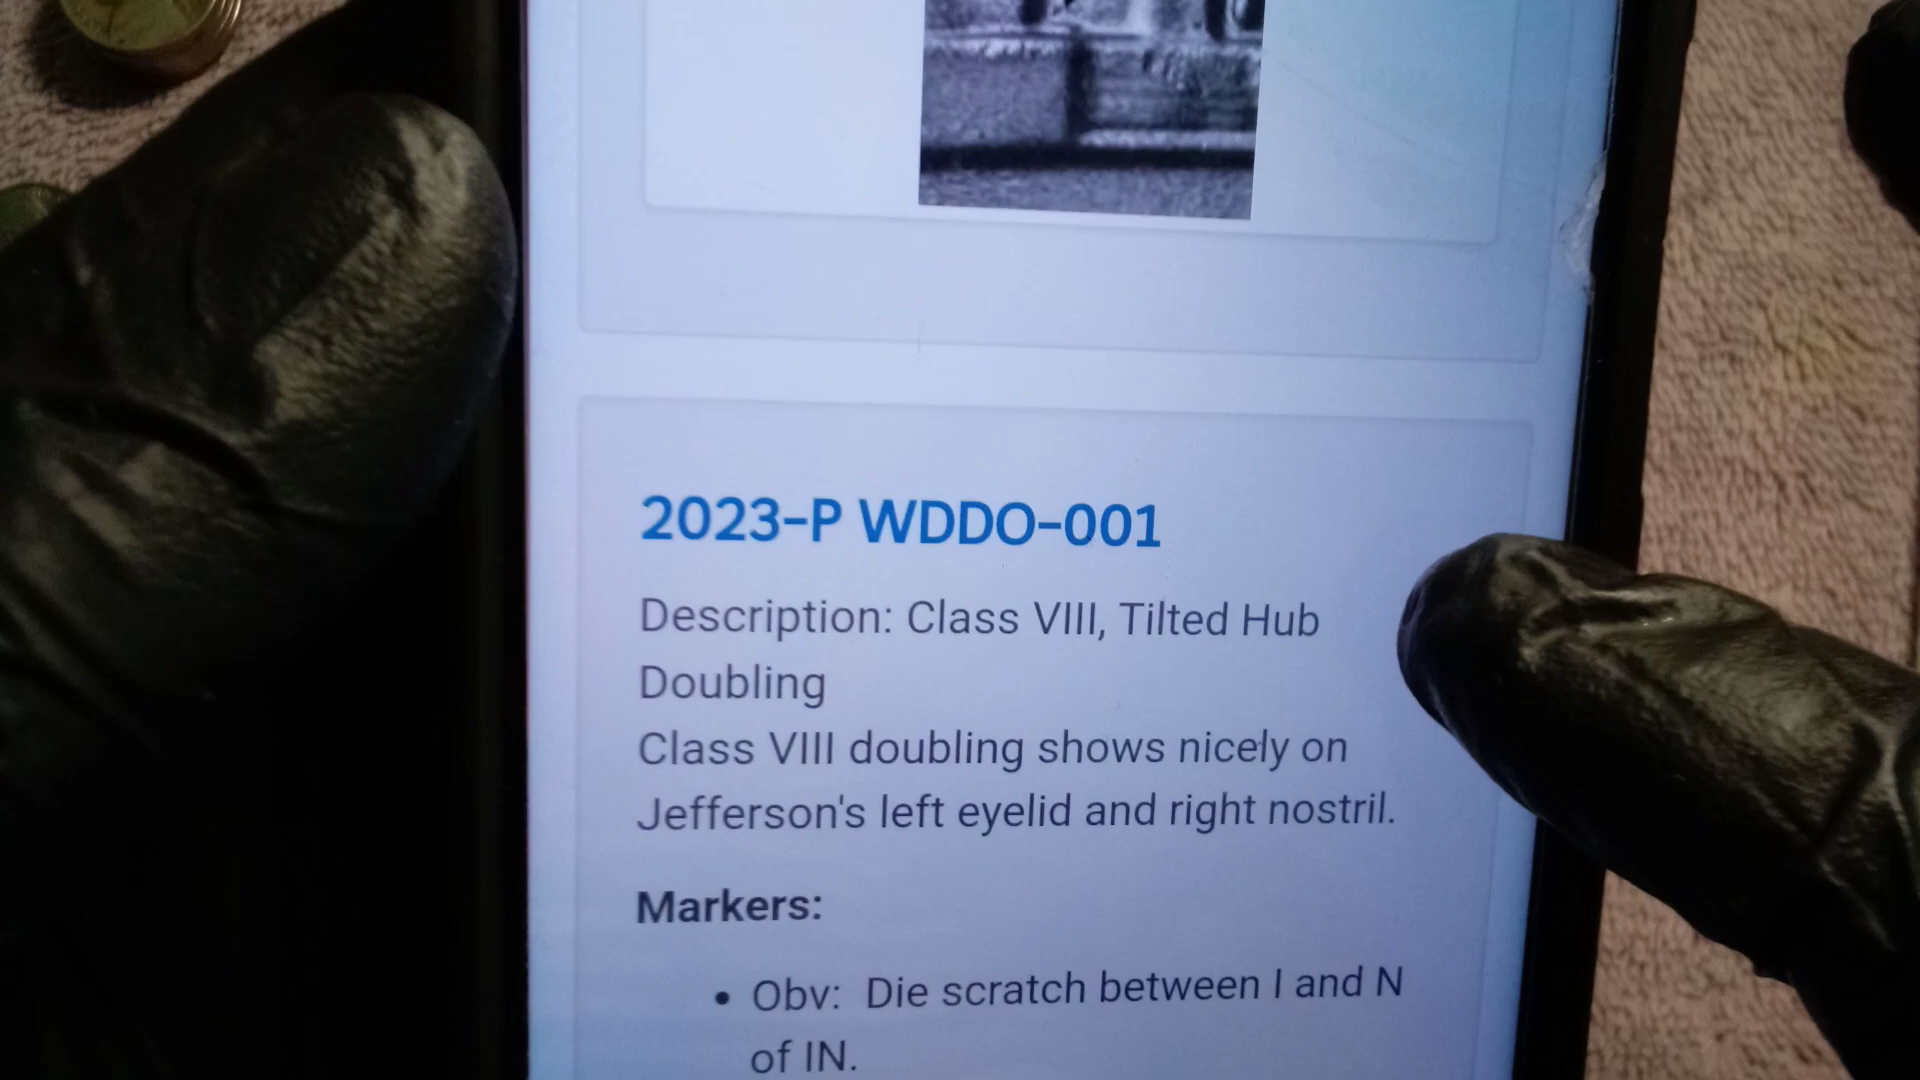 2023-P WDDO-001
Description: Class VIII, Tilted Hub
Doubling
Class VIII doubling shows nicely on
Jefferson's left eyelid and right nostril.
Markers:
• Obv: Die scratch between I and N
of IN.